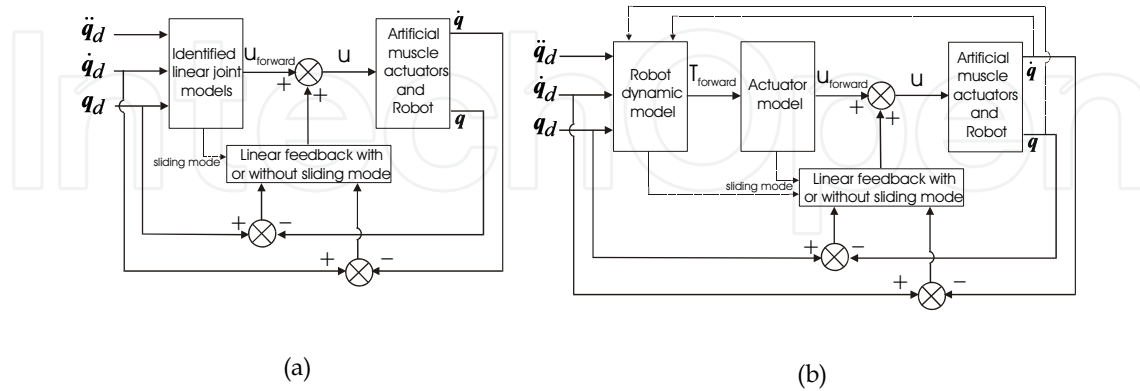 q̈d
q̇d
qd
Identified
linear joint
models
uforward
+
+
u
Artificial
muscle
actuators
and
Robot
q̇
q
sliding mode
Linear feedback with
or without sliding mode
+
−
+
−
(a)
q̈d
q̇d
qd
Robot
dynamic
model
Tforward
Actuator
model
uforward
+
+
u
Artificial
muscle
actuators
and
Robot
q̇
q
sliding mode
Linear feedback with
or without sliding mode
+
−
+
−
(b)
IntechOpen